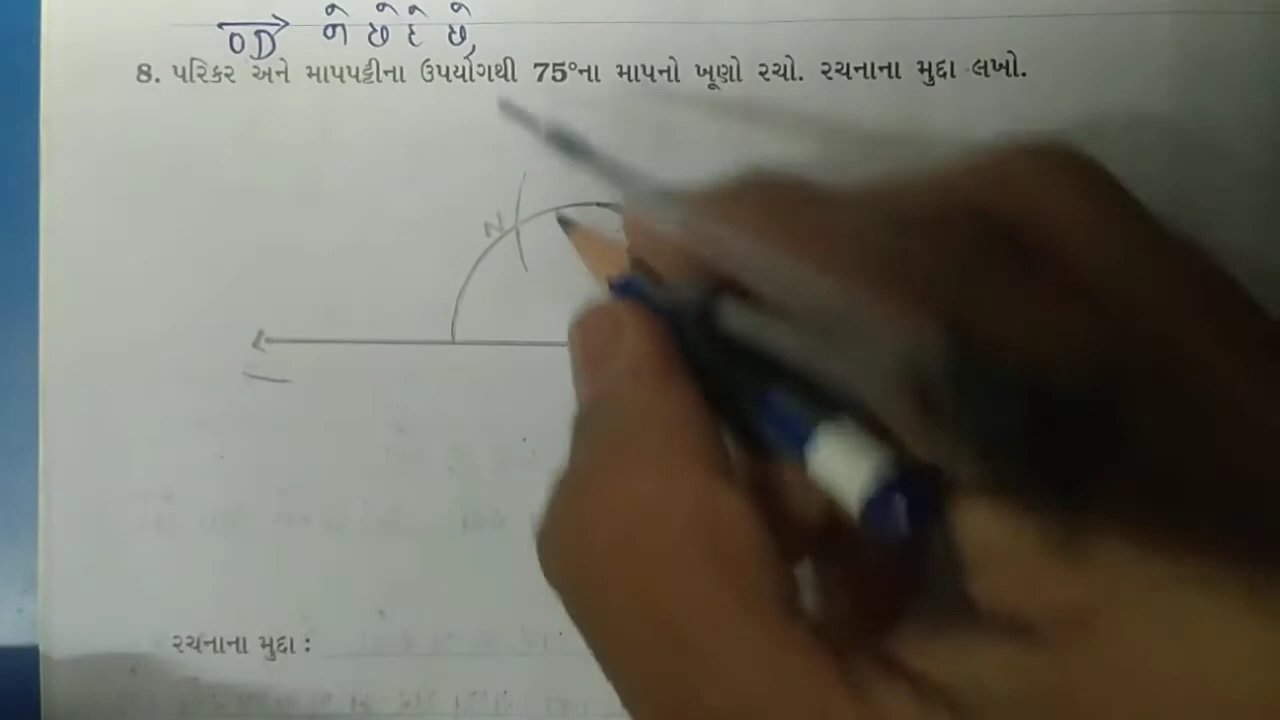 OD ને છેદે છે,
8. પરિકર અને માપપટ્ટીના ઉપયોગથી 75°ના માપનો ખૂણો રચો. રચનાના મુદ્દા લખો.
N
રચનાના મુદ્દા :